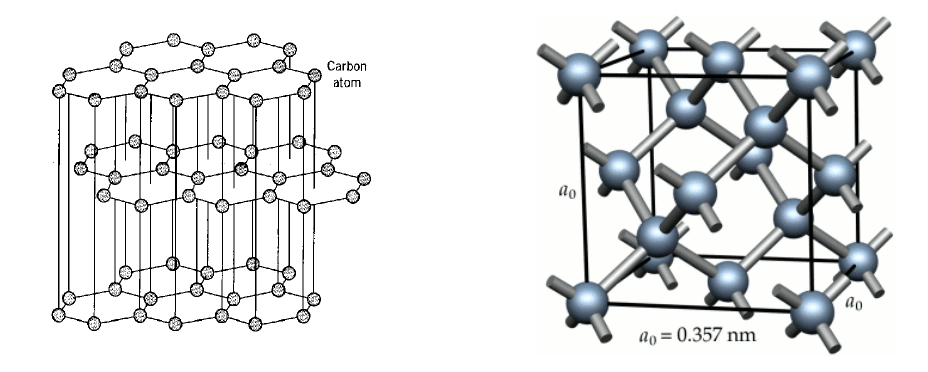 Carbon
atom
a₀
a₀
a₀ = 0.357 nm